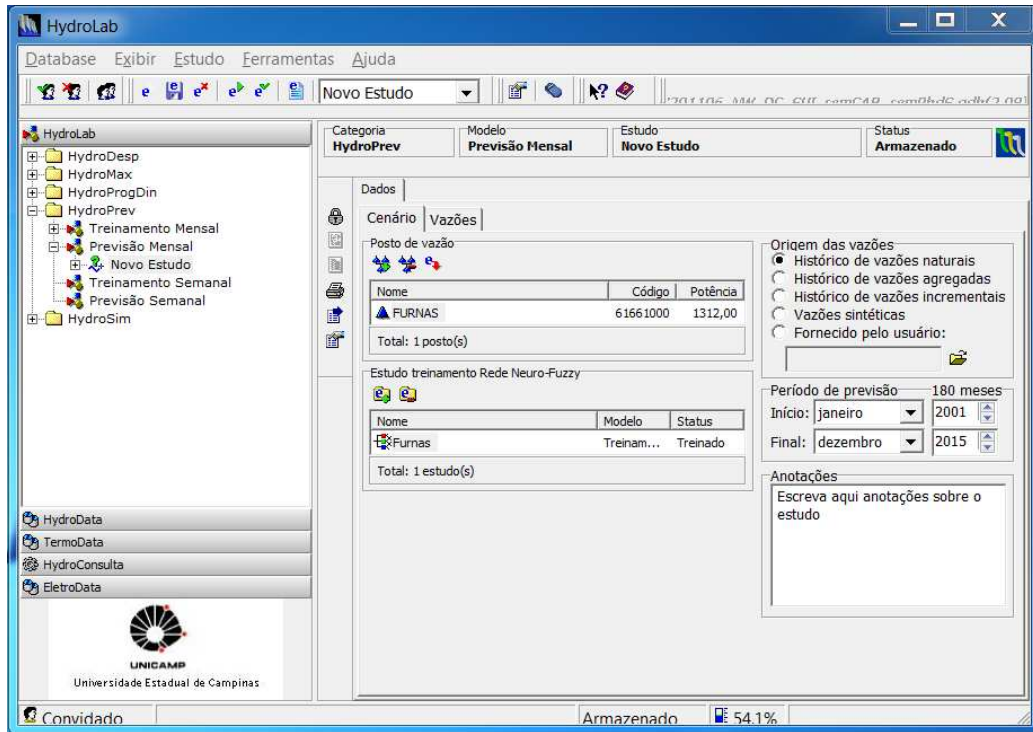 HydroLab
Database Exibir Estudo Ferramentas Ajuda
Novo Estudo
HydroLab
HydroDesp
HydroMax
HydroProgDin
HydroPrev
Treinamento Mensal
Previsão Mensal
Novo Estudo
Treinamento Semanal
Previsão Semanal
HydroSim
HydroData
TermoData
HydroConsulta
EletroData
UNICAMP
Universidade Estadual de Campinas
Categoria Modelo Estudo Status
HydroPrev Previsão Mensal Novo Estudo Armazenado
Dados
Cenário Vazões
Posto de vazão
Nome Código Potência
FURNAS 61661000 1312,00
Total: 1 posto(s)
Estudo treinamento Rede Neuro-Fuzzy
Nome Modelo Status
Furnas Treinam... Treinado
Total: 1 estudo(s)
Origem das vazões
Histórico de vazões naturais
Histórico de vazões agregadas
Histórico de vazões incrementais
Vazões sintéticas
Fornecido pelo usuário:
Período de previsão 180 meses
Início: janeiro 2001
Final: dezembro 2015
Anotações
Escreva aqui anotações sobre o
estudo
Convidado Armazenado 54.1%